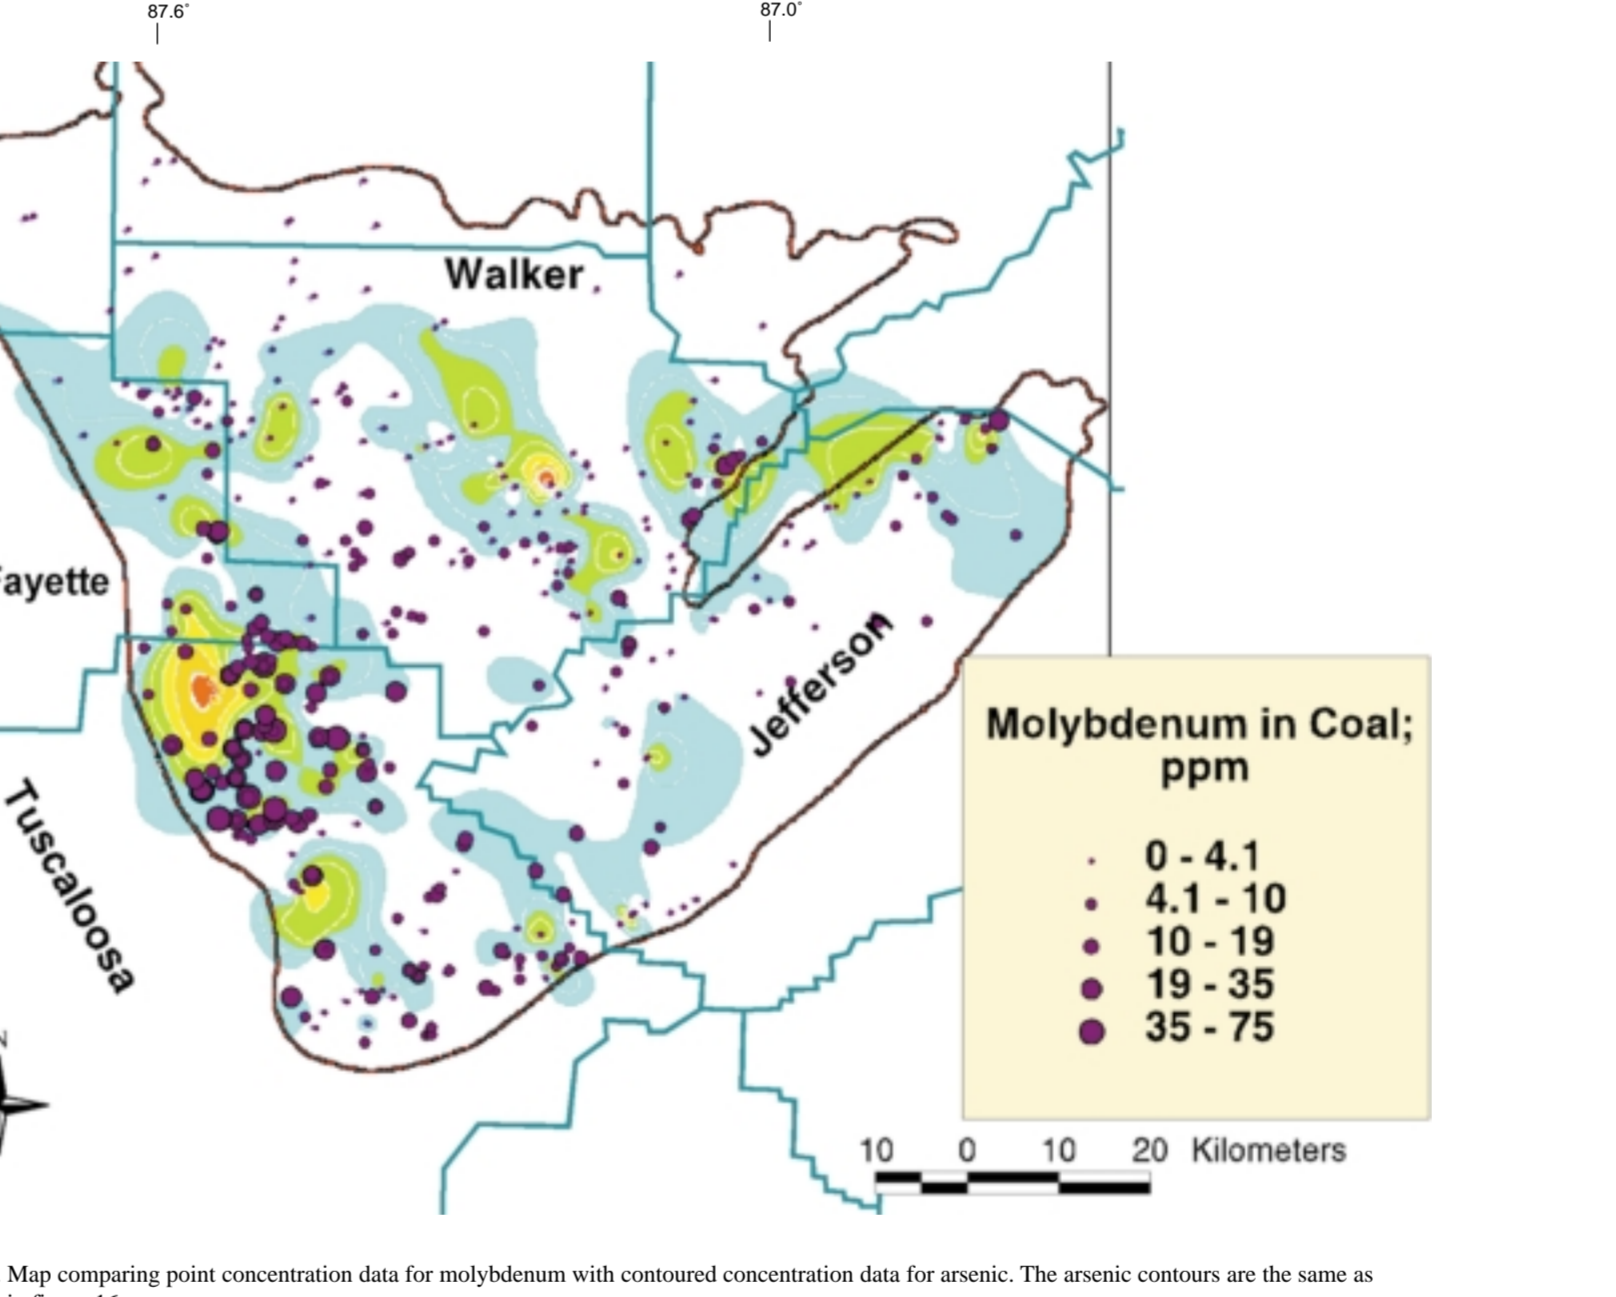 87.6°
87.0°
Walker
ayette
Jefferson
Tuscaloosa
Molybdenum in Coal;
ppm
0 - 4.1
4.1 - 10
10 - 19
19 - 35
35 - 75
10 0 10 20 Kilometers
Map comparing point concentration data for molybdenum with contoured concentration data for arsenic. The arsenic contours are the same as